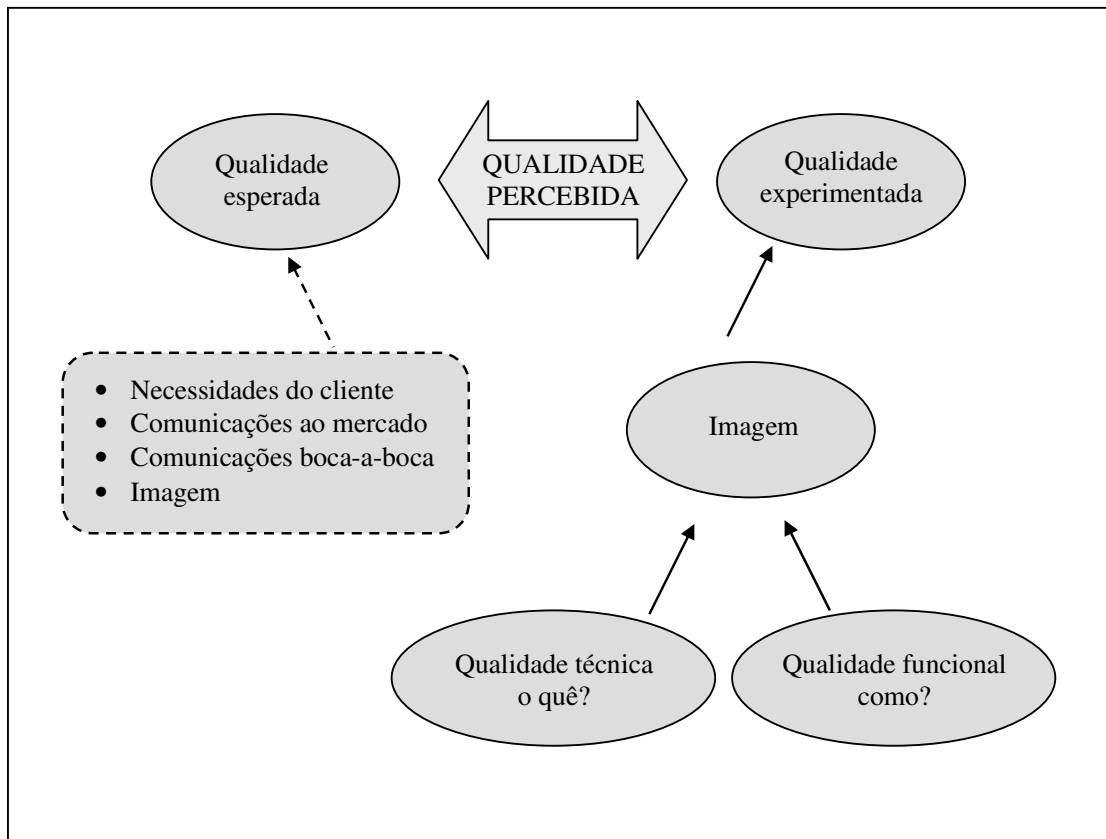 Qualidade
esperada
QUALIDADE
PERCEBIDA
Qualidade
experimentada
• Necessidades do cliente
• Comunicações ao mercado
• Comunicações boca-a-boca
• Imagem
Imagem
Qualidade técnica
o quê?
Qualidade funcional
como?